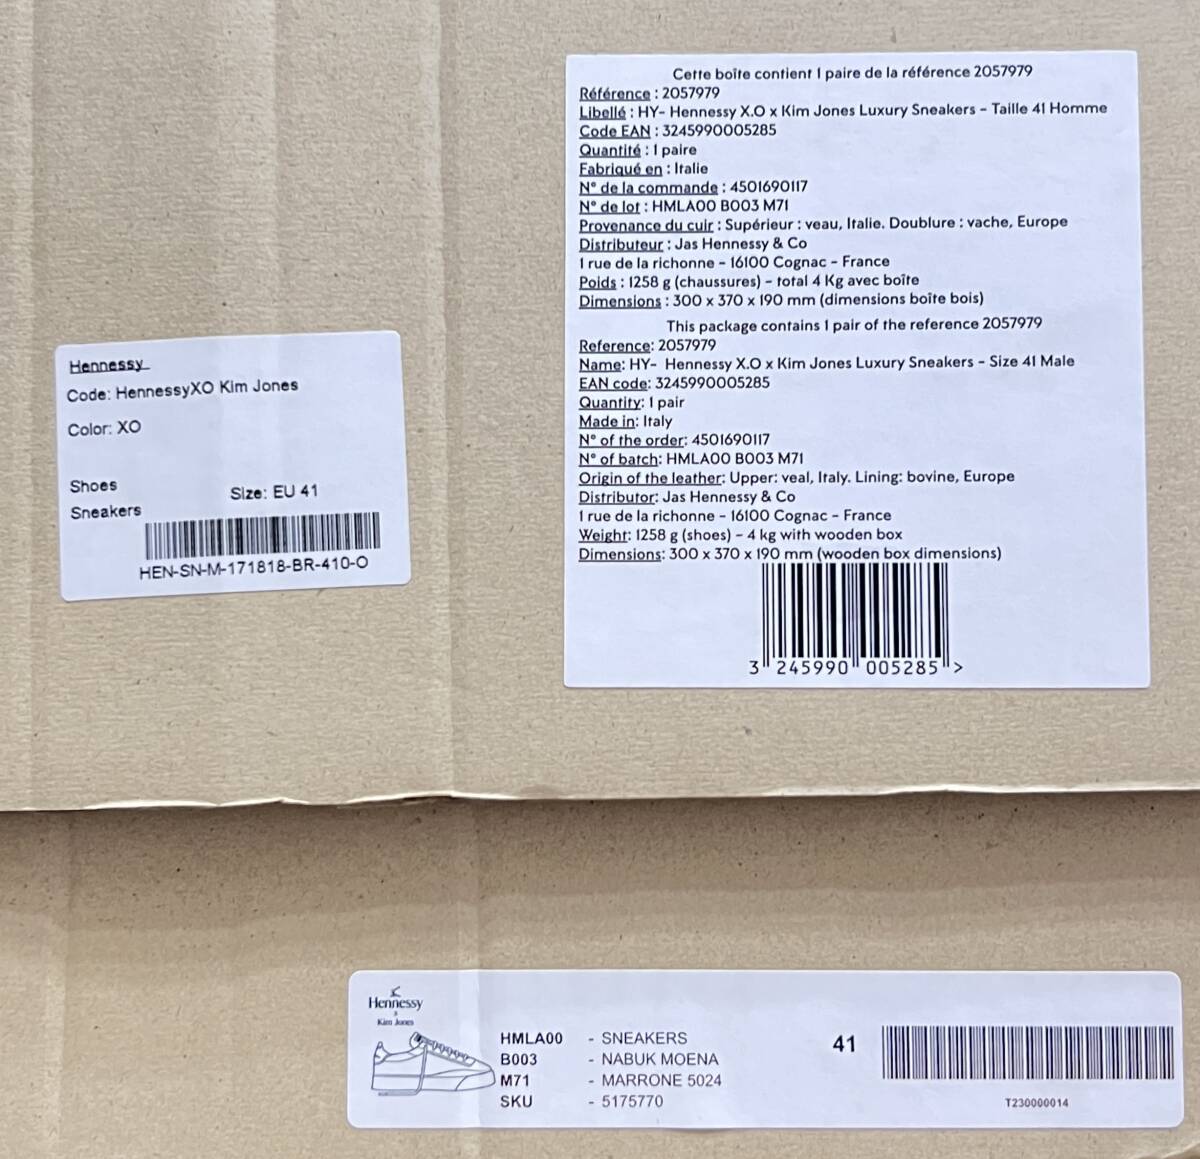 Cette boîte contient 1 paire de la référence 2057979
Référence : 2057979
Libellé : HY- Hennessy X.O x Kim Jones Luxury Sneakers - Taille 41 Homme
Code EAN : 3245990005285
Quantité : 1 paire
Fabriqué en : Italie
N° de la commande : 4501690117
N° de lot : HMLA00 B003 M71
Provenance du cuir : Supérieur : veau, Italie. Doublure : vache, Europe
Distributeur : Jas Hennessy & Co
1 rue de la richonne - 16100 Cognac - France
Poids : 1258 g (chaussures) - total 4 Kg avec boîte
Dimensions : 300 x 370 x 190 mm (dimensions boîte bois)
This package contains 1 pair of the reference 2057979
Reference: 2057979
Name: HY- Hennessy X.O x Kim Jones Luxury Sneakers - Size 41 Male
EAN code: 3245990005285
Quantity: 1 pair
Made in: Italy
N° of the order: 4501690117
N° of batch: HMLA00 B003 M71
Origin of the leather: Upper: veal, Italy. Lining: bovine, Europe
Distributor: Jas Hennessy & Co
1 rue de la richonne - 16100 Cognac - France
Weight: 1258 g (shoes) - 4 kg with wooden box
Dimensions: 300 x 370 x 190 mm (wooden box dimensions)
3 245990 005285 >
Hennessy
Code: HennessyXO Kim Jones
Color: XO
Shoes
Size: EU 41
Sneakers
HEN-SN-M-171818-BR-410-O
Hennessy
x
Kim Jones
HMLA00 - SNEAKERS
B003 - NABUK MOENA
M71 - MARRONE 5024
SKU - 5175770
41
T230000014